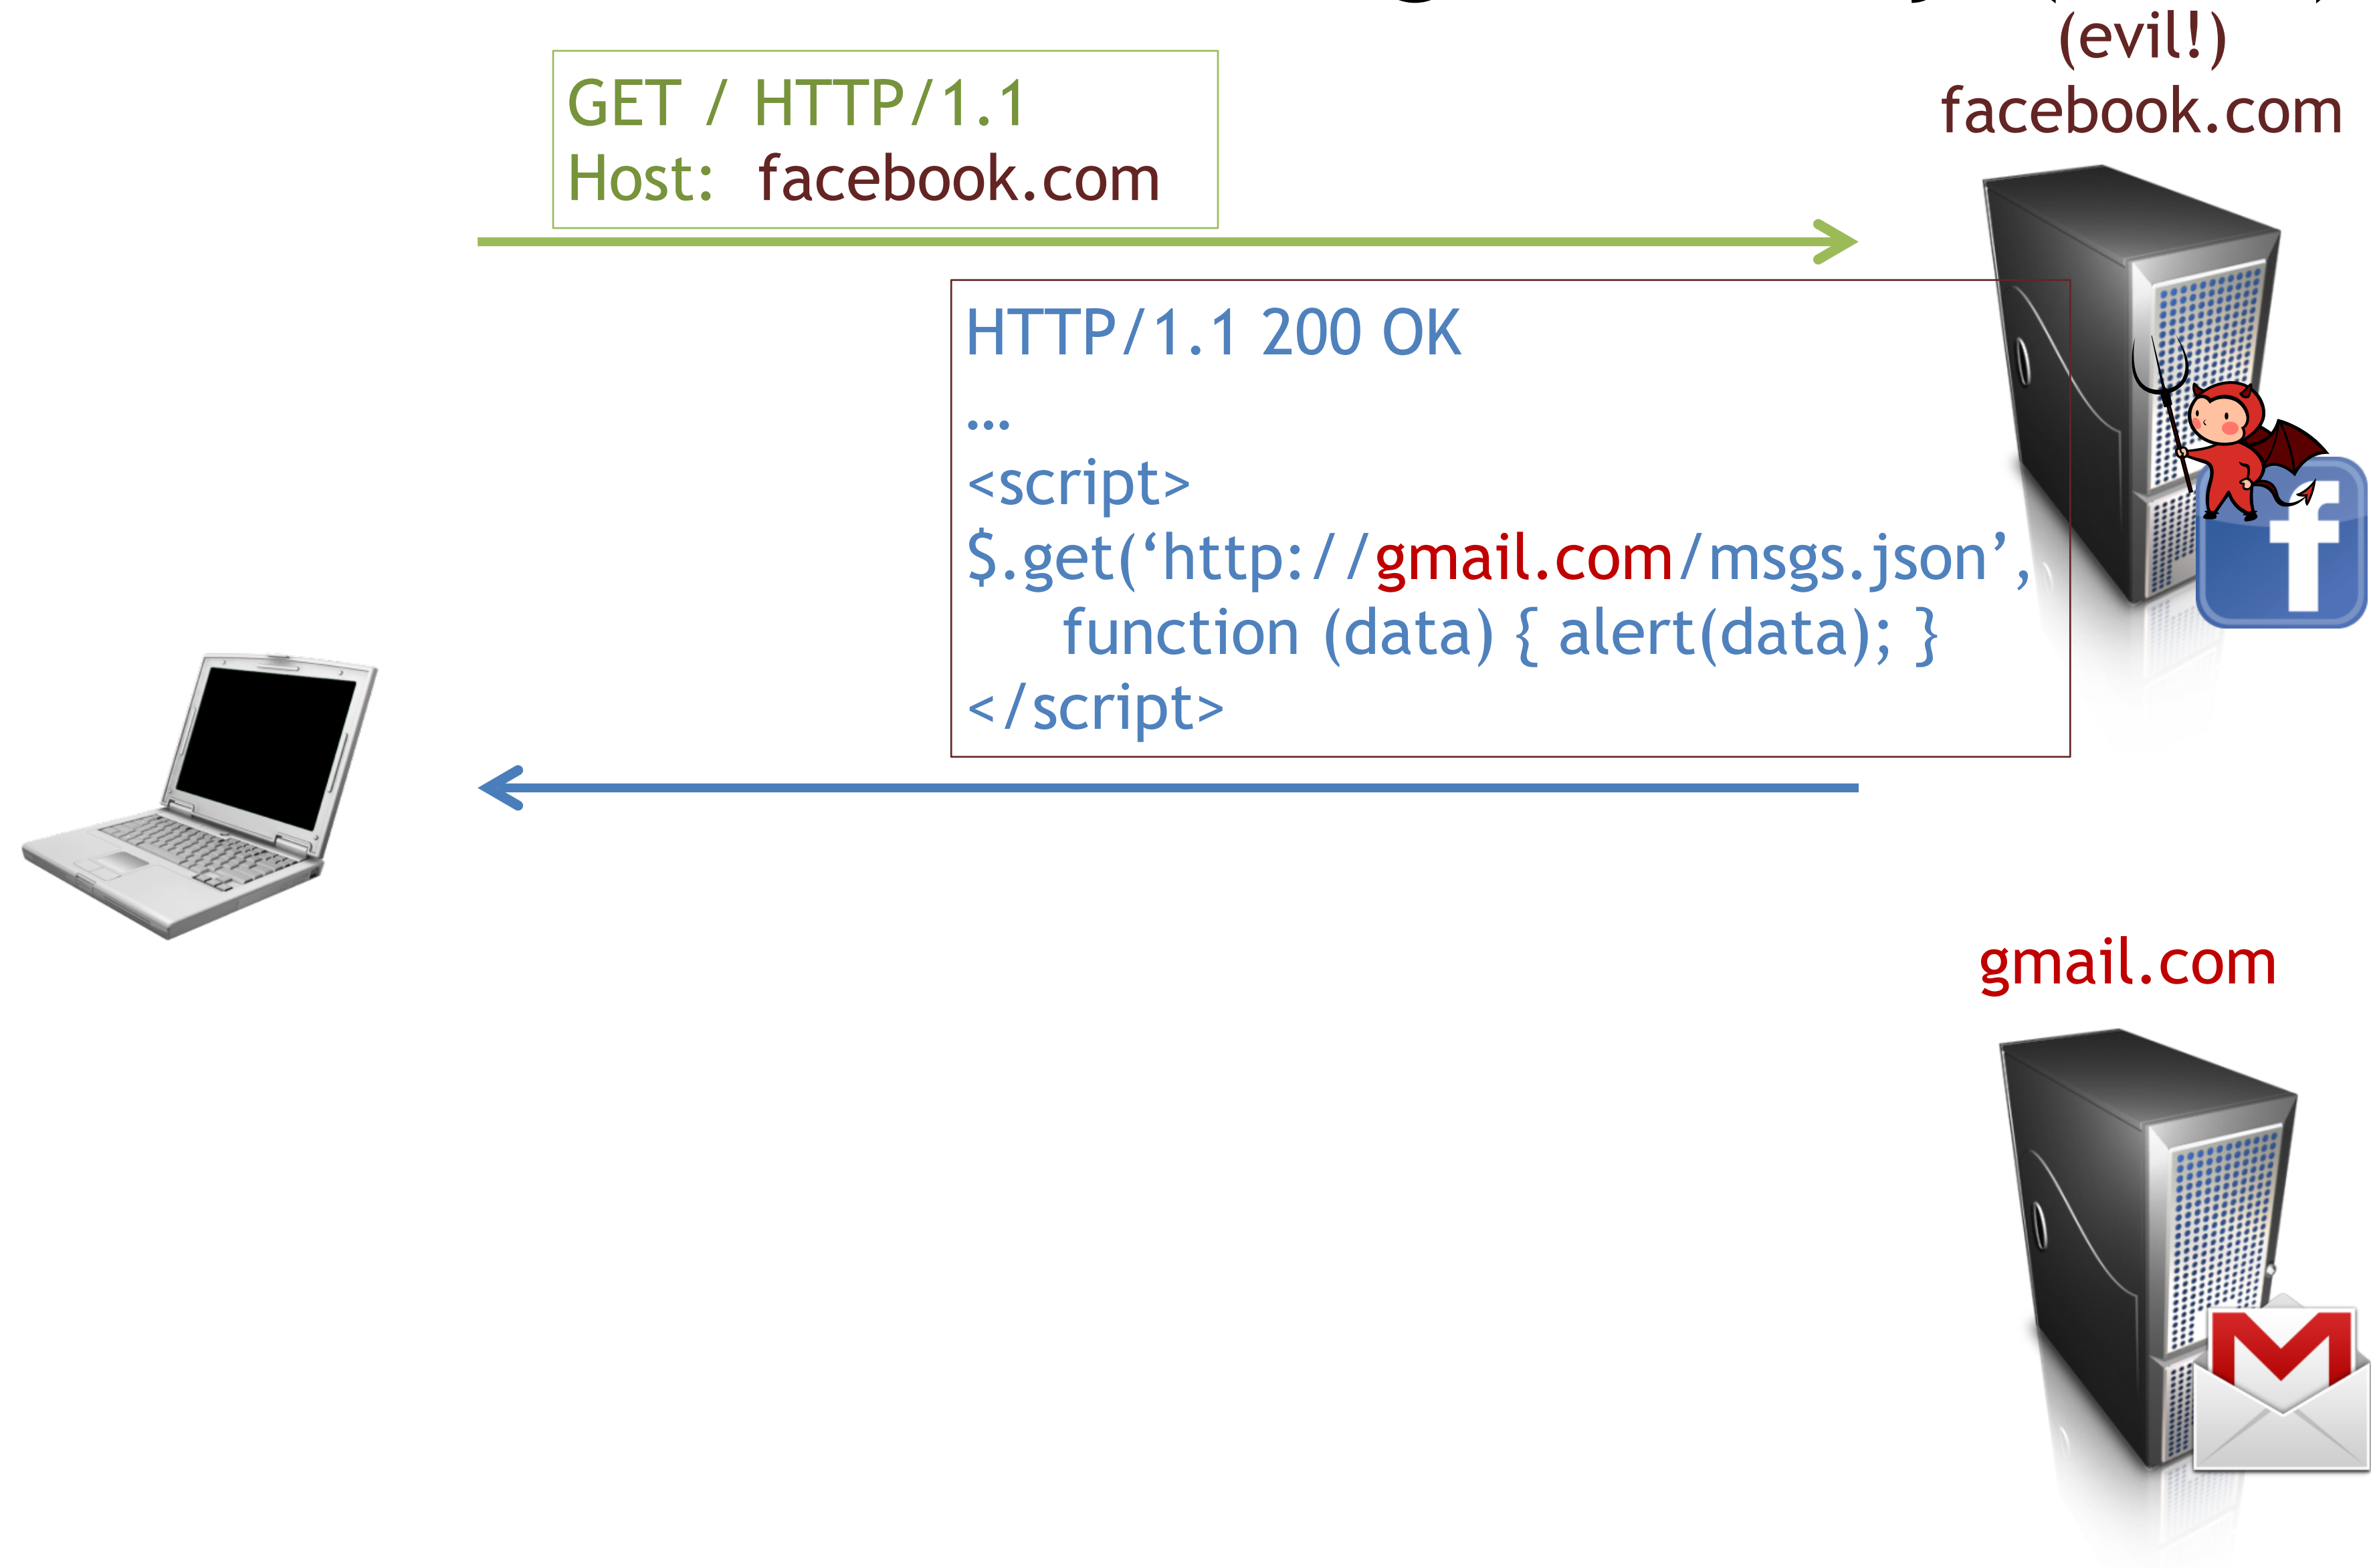 (evil!)
facebook.com
GET / HTTP/1.1
Host: facebook.com
HTTP/1.1 200 OK
…
<script>
$.get(‘http://gmail.com/msgs.json’,
function (data) { alert(data); }
</script>
gmail.com